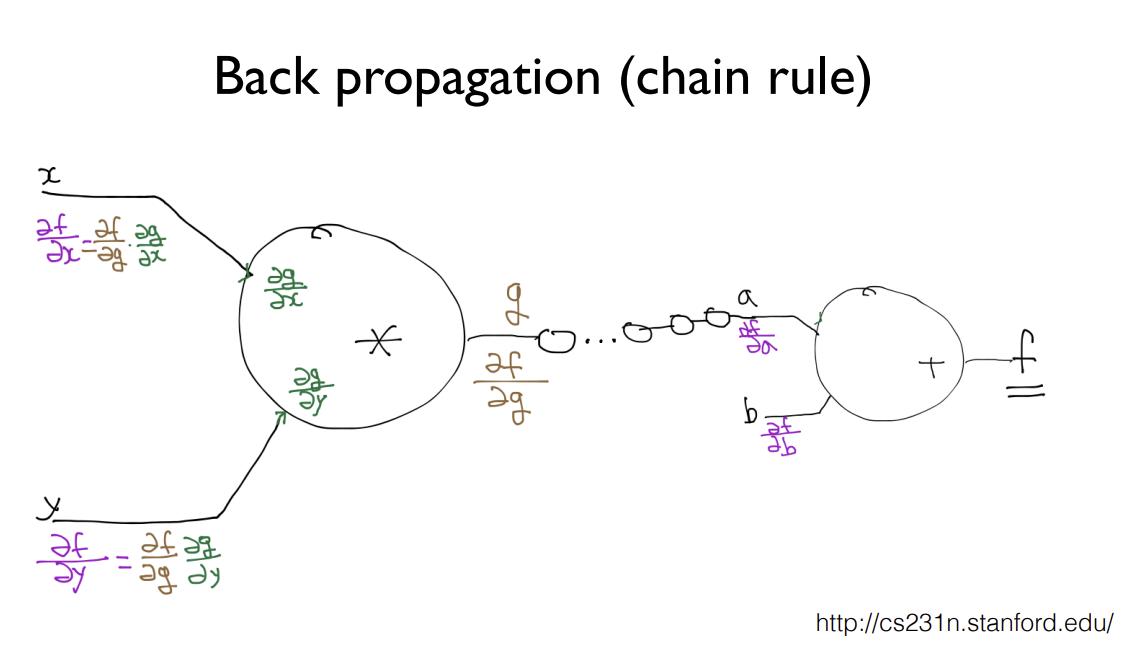 Back propagation (chain rule)
x
∂f/∂x = ∂f/∂g · ∂g/∂x
∂g/∂x
*
∂g/∂y
g
∂f/∂g
...
a
∂f/∂a
b
∂f/∂b
+
f
y
∂f/∂y = ∂f/∂g ∂g/∂y
http://cs231n.stanford.edu/